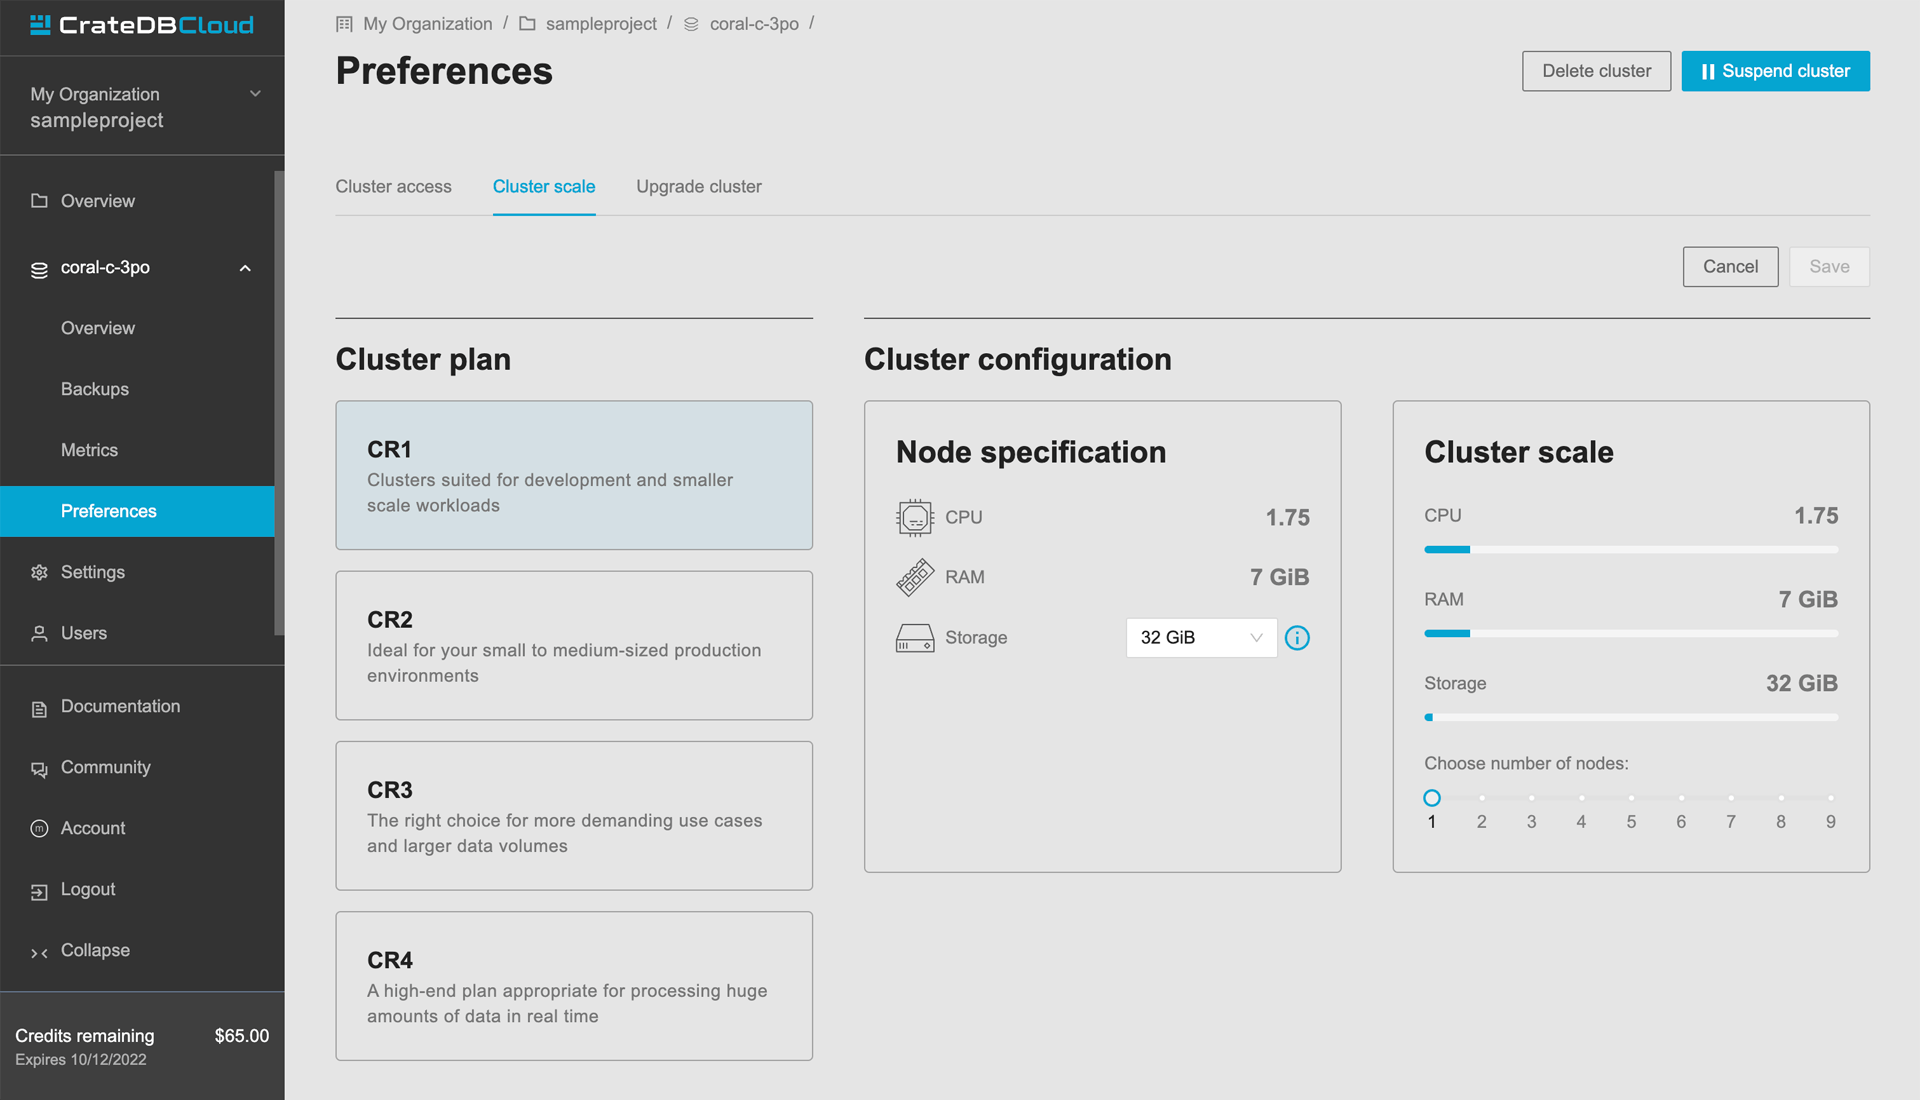 CrateDBCloud
My Organization
sampleproject
Overview
coral-c-3po
Overview
Backups
Metrics
Preferences
Settings
Users
Documentation
Community
m
Account
Logout
Collapse
Credits remaining $65.00
Expires 10/12/2022
My Organization / sampleproject / coral-c-3po /
Preferences
Delete cluster
Suspend cluster
Cluster access
Cluster scale
Upgrade cluster
Cancel
Save
Cluster plan
CR1
Clusters suited for development and smaller
scale workloads
CR2
Ideal for your small to medium-sized production
environments
CR3
The right choice for more demanding use cases
and larger data volumes
CR4
A high-end plan appropriate for processing huge
amounts of data in real time
Cluster configuration
Node specification
CPU 1.75
RAM 7 GiB
Storage 32 GiB
Cluster scale
CPU 1.75
RAM 7 GiB
Storage 32 GiB
Choose number of nodes:
1 2 3 4 5 6 7 8 9